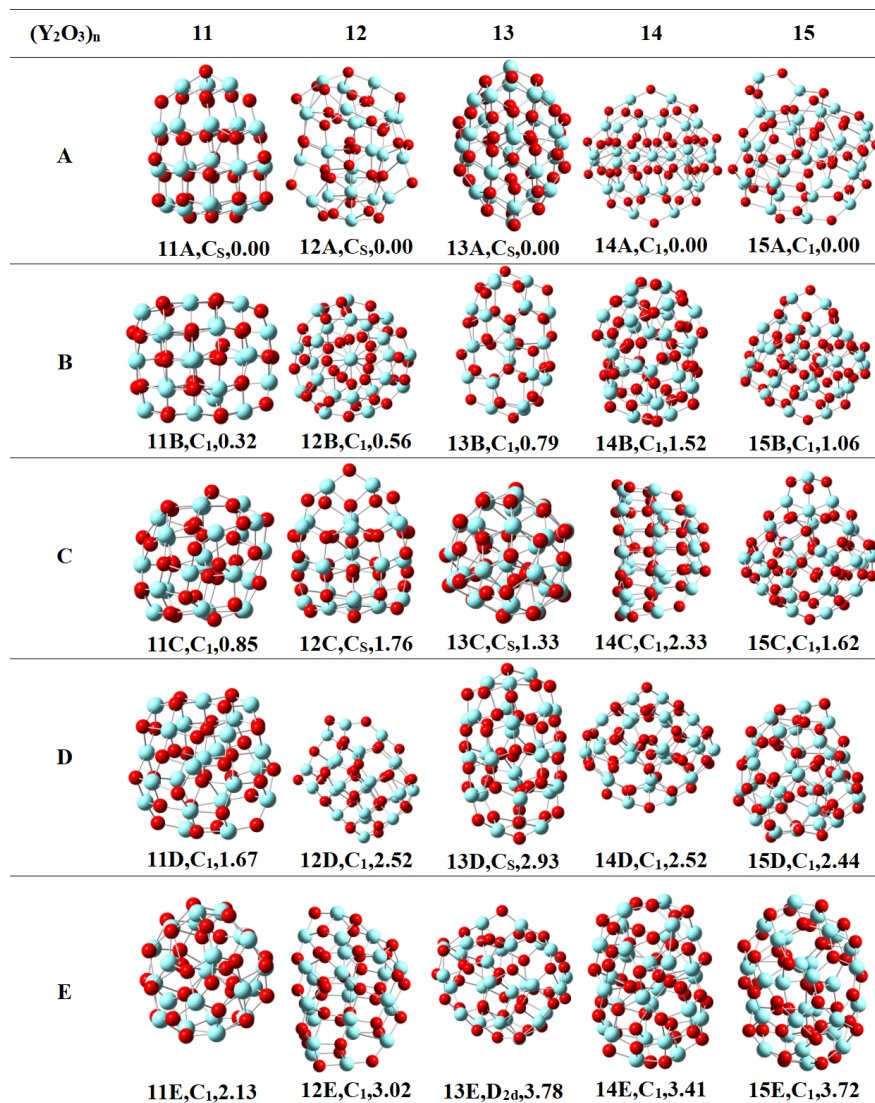 (Y₂O₃)ₙ 11 12 13 14 15
A
11A,Cₛ,0.00 12A,Cₛ,0.00 13A,Cₛ,0.00 14A,C₁,0.00 15A,C₁,0.00
B
11B,C₁,0.32 12B,C₁,0.56 13B,C₁,0.79 14B,C₁,1.52 15B,C₁,1.06
C
11C,C₁,0.85 12C,Cₛ,1.76 13C,Cₛ,1.33 14C,C₁,2.33 15C,C₁,1.62
D
11D,C₁,1.67 12D,C₁,2.52 13D,Cₛ,2.93 14D,C₁,2.52 15D,C₁,2.44
E
11E,C₁,2.13 12E,C₁,3.02 13E,D₂d,3.78 14E,C₁,3.41 15E,C₁,3.72